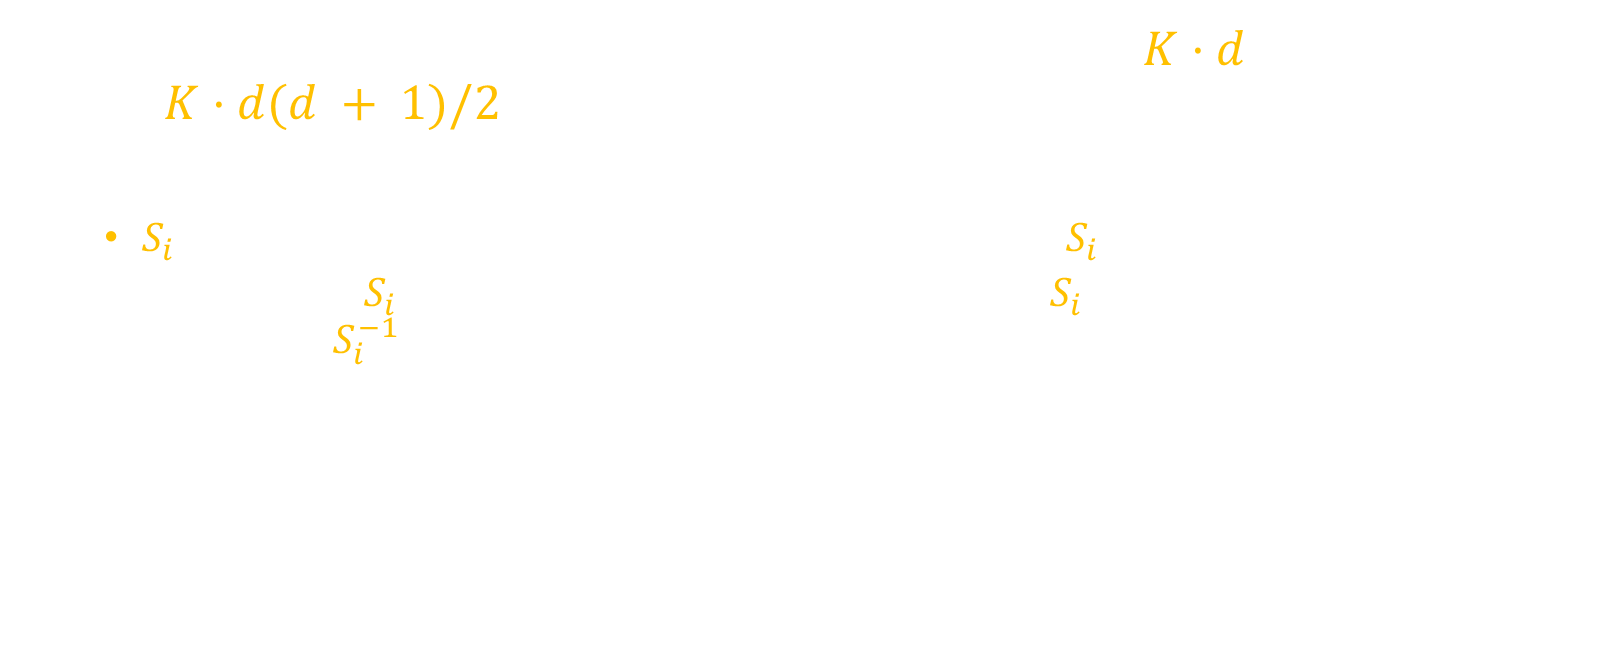 K · d
K · d(d + 1)/2
• S_i S_i
S_i S_i
S_i^{-1}